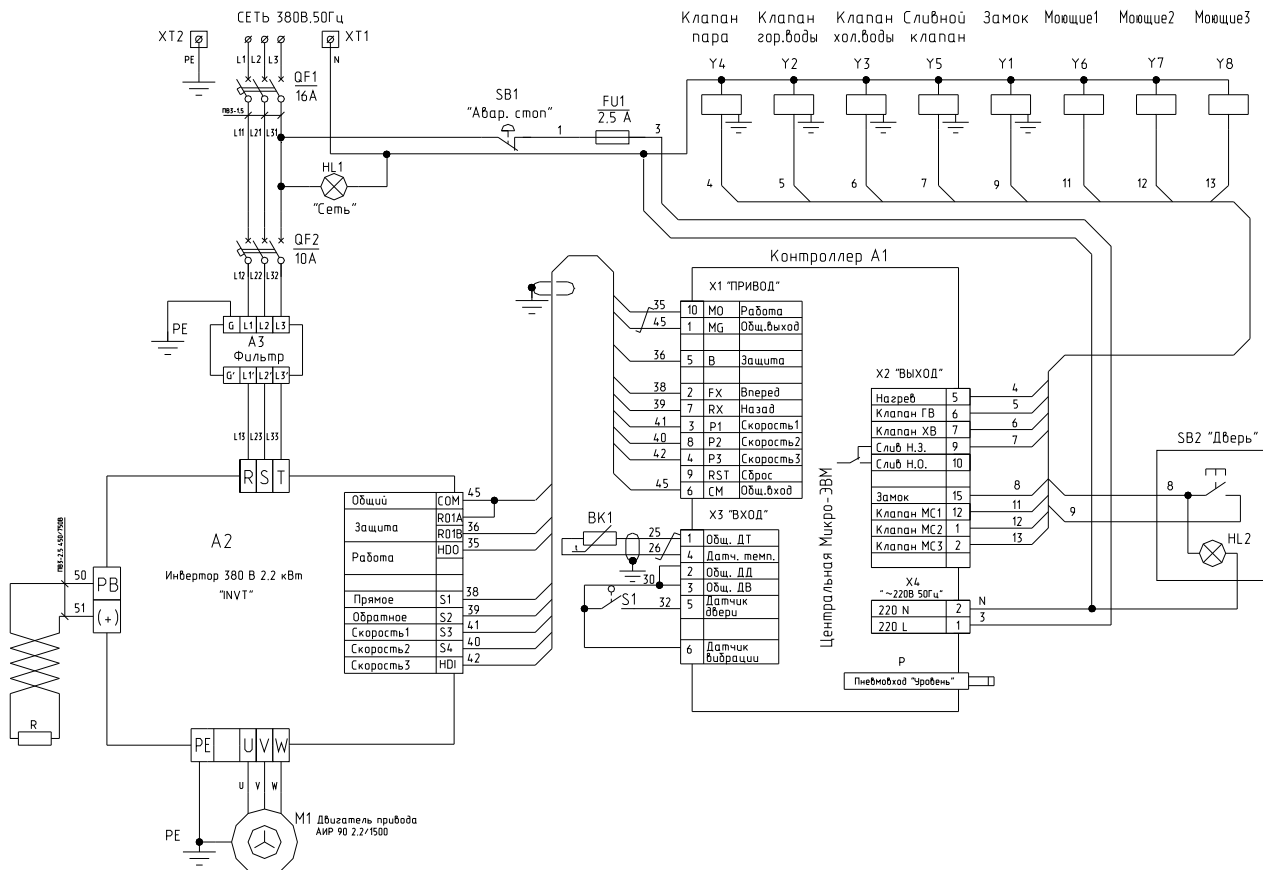 СЕТЬ 380В,50Гц
XT2
XT1
PE
L1
L2
L3
N
QF1
16A
ПВ3-1,5
L11
L21
L31
HL1
"Сеть"
QF2
10A
L12
L22
L32
SB1
"Авар. стоп"
1
FU1
2.5 A
3
Клапан пара
Клапан гор.воды
Клапан хол.воды
Сливной клапан
Замок
Моющие1
Моющие2
Моющие3
Y4
Y2
Y3
Y5
Y1
Y6
Y7
Y8
4
5
6
7
9
11
12
13
PE
G L1 L2 L3
A3
Фильтр
G' L1' L2' L3'
L13
L23
L33
R S T
A2
Инвертор 380 В 2.2 кВт
"INVT"
ПВ3-2,5 450/750В
50
PB
51
(+)
R
Общий COM 45
R01A
Защита R01B 36
Работа HDO 35
Прямое S1 38
Обратное S2 39
Скорость1 S3 41
Скорость2 S4 40
Скорость3 HDI 42
PE U V W
U
V
W
PE
M1 Двигатель привода
АИР 90 2.2/1500
Контроллер A1
X1 "ПРИВОД"
35 10 MO Работа
45 1 MG Общ.выход
36 5 B Защита
38 2 FX Вперед
39 7 RX Назад
41 3 P1 Скорость1
40 8 P2 Скорость2
42 4 P3 Скорость3
9 RST Сброс
45 6 CM Общ.вход
X3 "ВХОД"
BK1
25 1 Общ. ДТ
26 4 Датч. темп.
30 2 Общ. ДД
3 Общ. ДВ
S1
32 5 Датчик двери
6 Датчик вибрации
Центральная Микро-ЭВМ
X2 "ВЫХОД"
Нагрев 5 4
Клапан ГВ 6 5
Клапан ХВ 7 6
Слив Н.З. 9 7
Слив Н.О. 10
Замок 15 8
Клапан МС1 12 11
Клапан МС2 1 12
Клапан МС3 2 13
X4
"~220В 50Гц"
220 N 2 N
220 L 1 3
P
Пневмовход "Уровень"
SB2 "Дверь"
8
9
HL2